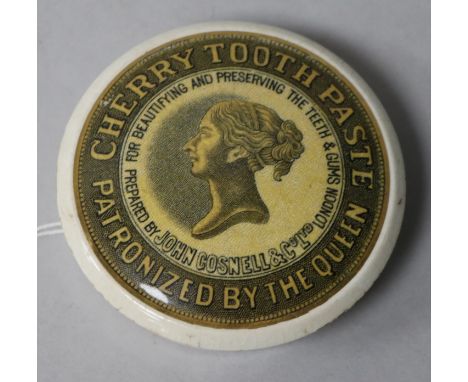 CHERRY TOOTH PASTE
PATRONIZED BY THE QUEEN
FOR BEAUTIFYING AND PRESERVING THE TEETH & GUMS
PREPARED BY JOHN GOSNELL & Co. Ltd LONDON